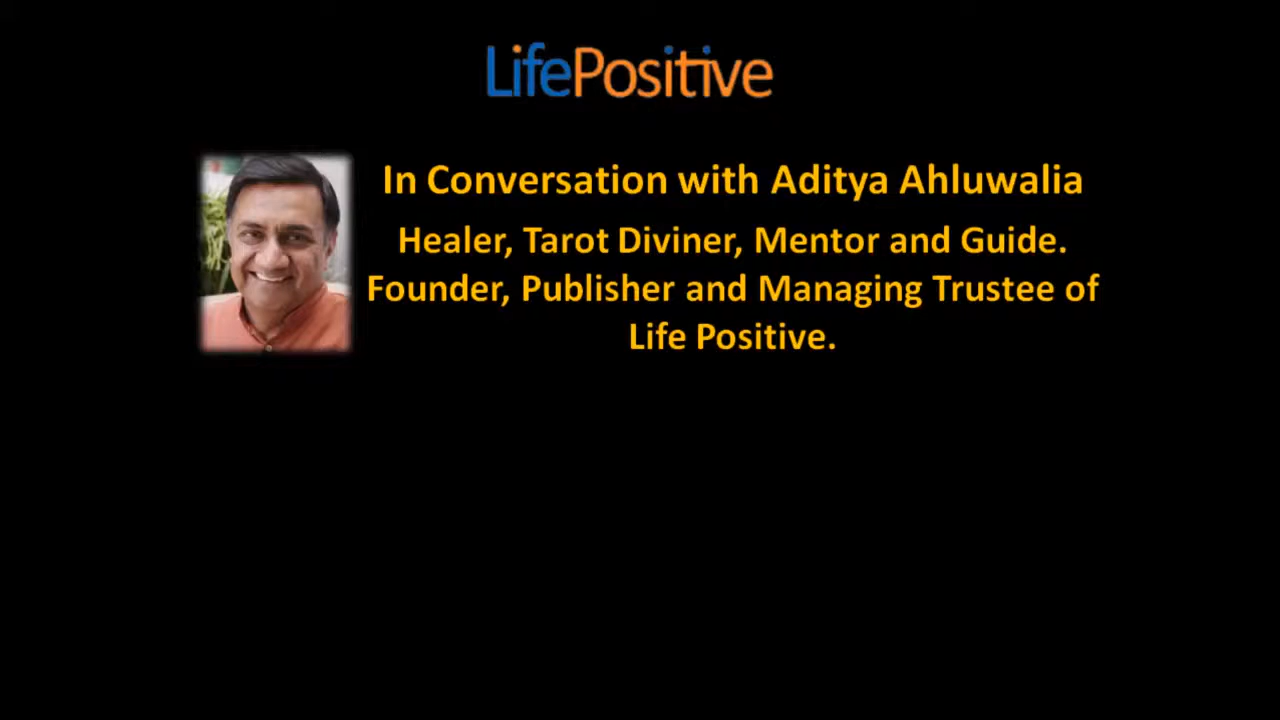 LifePositive
In Conversation with Aditya Ahluwalia
Healer, Tarot Diviner, Mentor and Guide.
Founder, Publisher and Managing Trustee of
Life Positive.